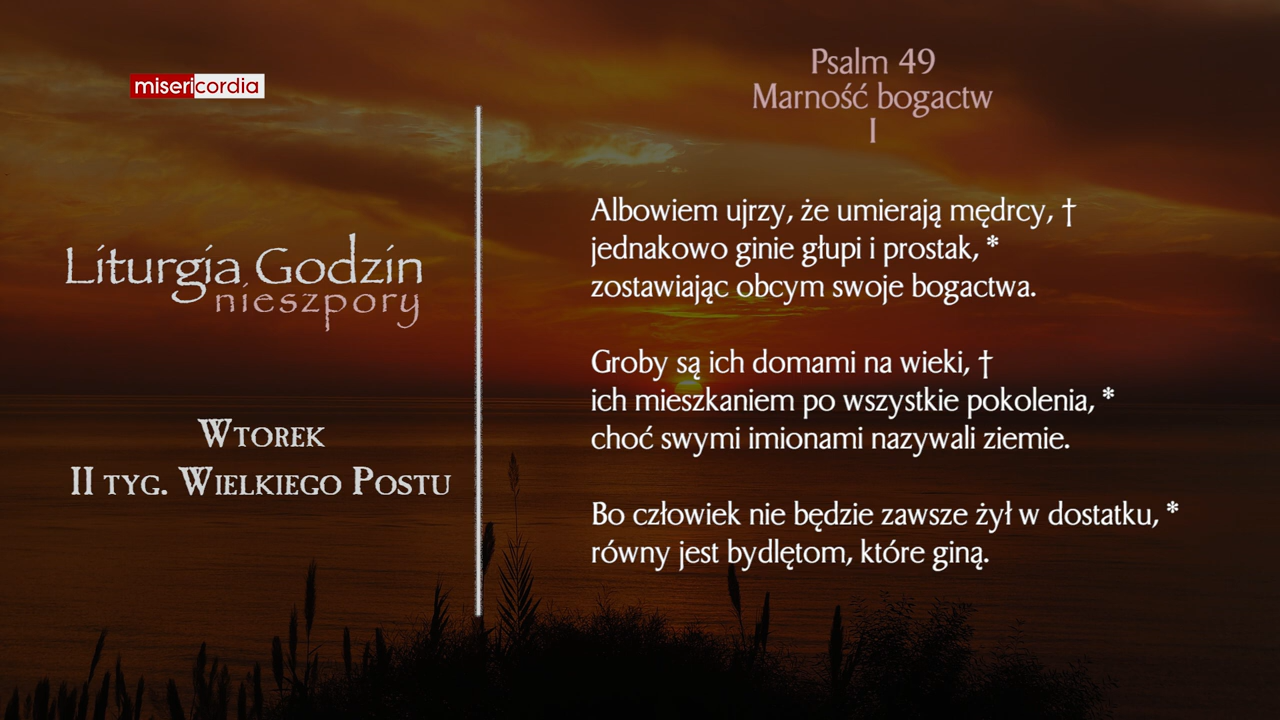 misericordia
Liturgia Godzin
nieszpory
Wtorek
II tyg. Wielkiego Postu
Psalm 49
Marność bogactw
I
Albowiem ujrzy, że umierają mędrcy, †
jednakowo ginie głupi i prostak, *
zostawiając obcym swoje bogactwa.
Groby są ich domami na wieki, †
ich mieszkaniem po wszystkie pokolenia, *
choć swymi imionami nazywali ziemie.
Bo człowiek nie będzie zawsze żył w dostatku, *
równy jest bydlętom, które giną.